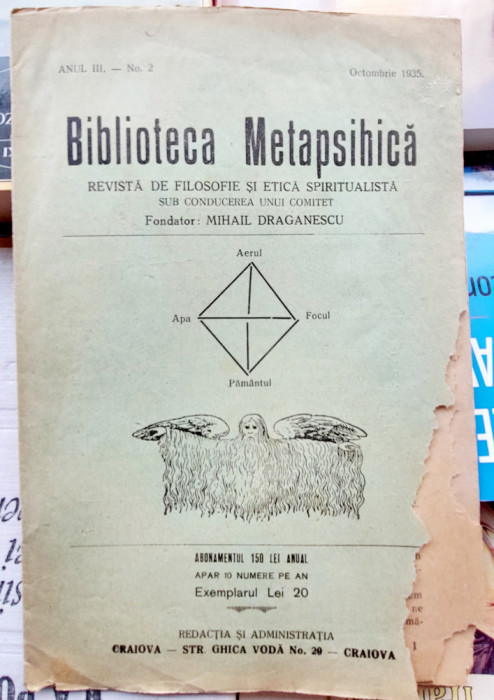 ANUL III. — No. 2
Octombrie 1935.
Biblioteca Metapsihică
REVISTĂ DE FILOSOFIE ȘI ETICĂ SPIRITUALISTĂ
SUB CONDUCEREA UNUI COMITET
Fondator: MIHAIL DRAGANESCU
Aerul
Apa
Focul
Pământul
ABONAMENTUL 150 LEI ANUAL
APAR 10 NUMERE PE AN
Exemplarul Lei 20
REDACȚIA ȘI ADMINISTRAȚIA
CRAIOVA — STR. GHICA VODĂ No. 20 — CRAIOVA